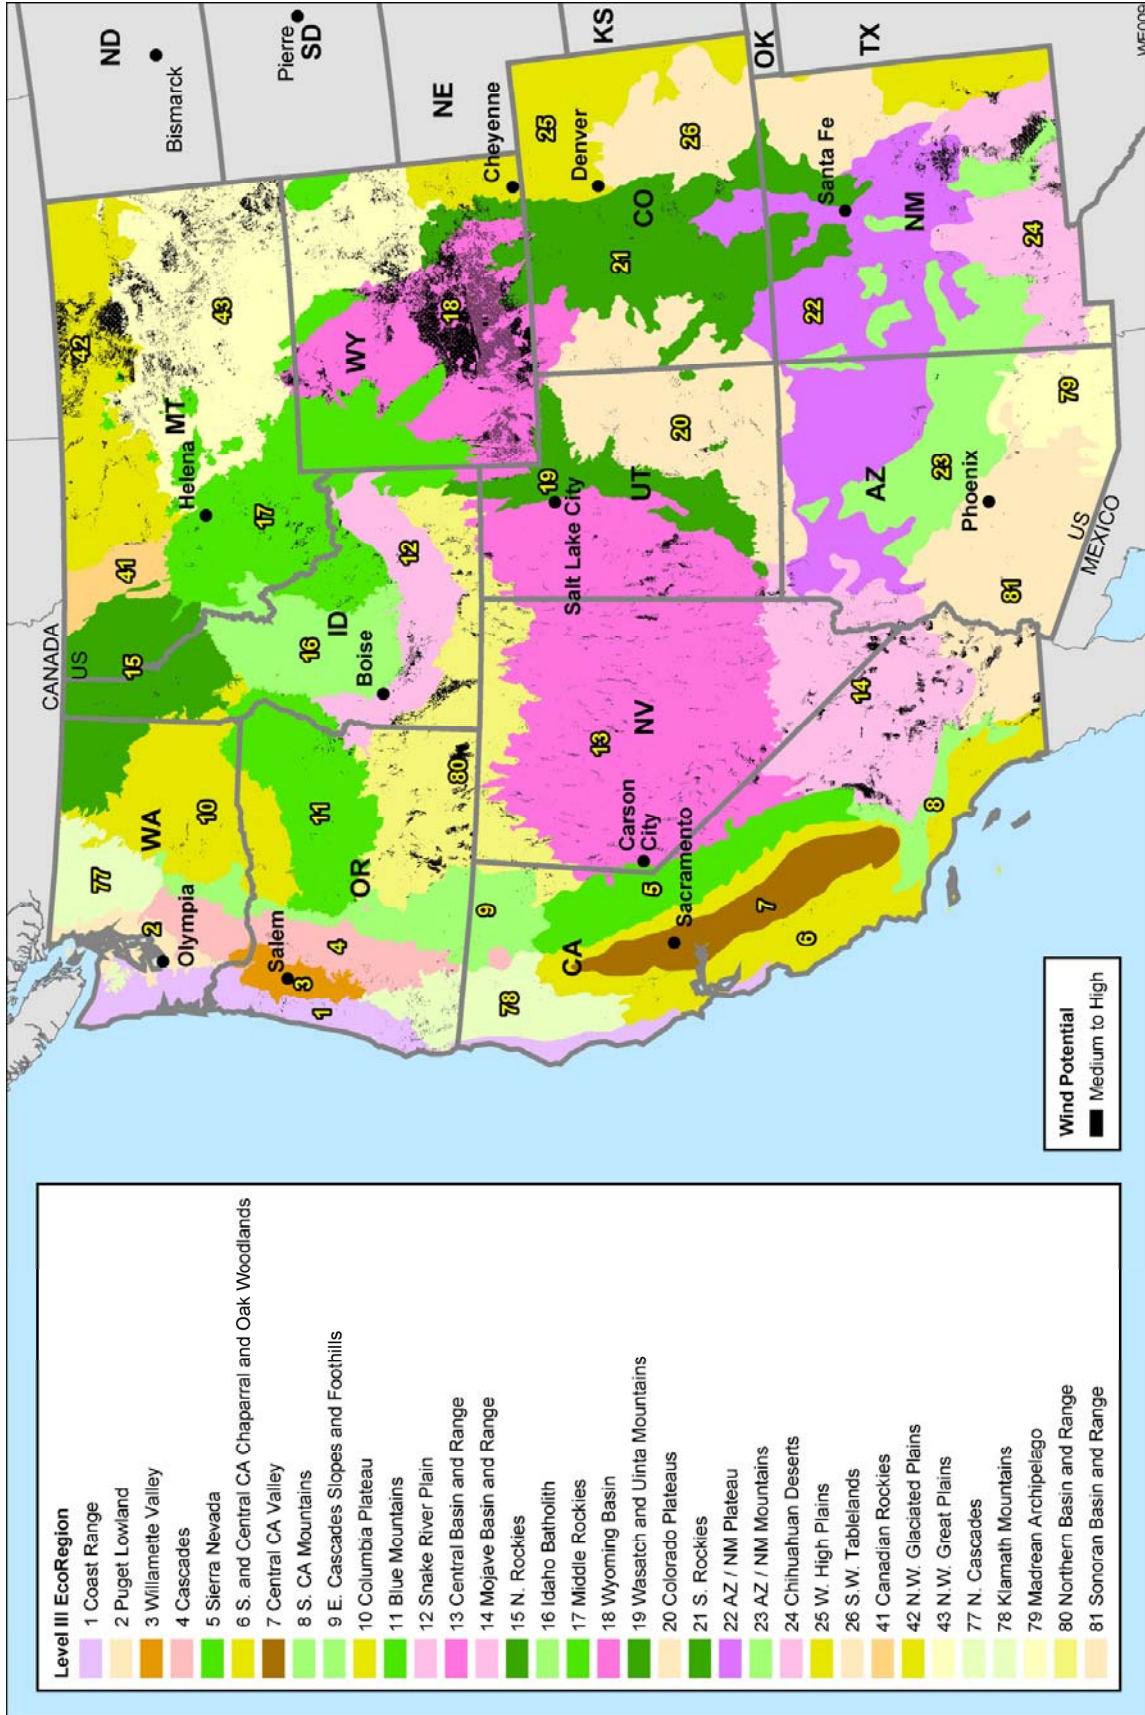 Level III EcoRegion
1 Coast Range
2 Puget Lowland
3 Willamette Valley
4 Cascades
5 Sierra Nevada
6 S. and Central CA Chaparral and Oak Woodlands
7 Central CA Valley
8 S. CA Mountains
9 E. Cascades Slopes and Foothills
10 Columbia Plateau
11 Blue Mountains
12 Snake River Plain
13 Central Basin and Range
14 Mojave Basin and Range
15 N. Rockies
16 Idaho Batholith
17 Middle Rockies
18 Wyoming Basin
19 Wasatch and Uinta Mountains
20 Colorado Plateaus
21 S. Rockies
22 AZ / NM Plateau
23 AZ / NM Mountains
24 Chihuahuan Deserts
25 W. High Plains
26 S.W. Tablelands
41 Canadian Rockies
42 N.W. Glaciated Plains
43 N.W. Great Plains
77 N. Cascades
78 Klamath Mountains
79 Madrean Archipelago
80 Northern Basin and Range
81 Sonoran Basin and Range
Wind Potential
Medium to High
CANADA
US
ND
Bismarck
Pierre
SD
NE
KS
OK
TX
WA
77
2
Olympia
10
15
41
42
MT
Helena
43
17
1
3
Salem
4
OR
11
80
16
ID
Boise
12
WY
18
Cheyenne
78
9
CA
5
Sacramento
7
6
8
Carson
City
NV
13
14
Salt Lake City
19
UT
20
21
CO
Denver
25
26
AZ
23
Phoenix
81
79
22
NM
Santa Fe
24
US
MEXICO